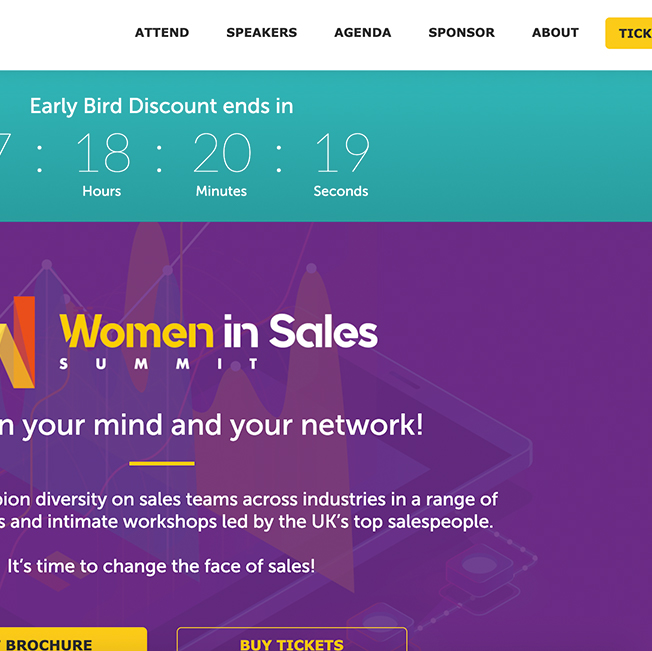 ATTEND SPEAKERS AGENDA SPONSOR ABOUT TICK
Early Bird Discount ends in
7 : 18 : 20 : 19
Hours Minutes Seconds
Women in Sales
SUMMIT
n your mind and your network!
ion diversity on sales teams across industries in a range of
s and intimate workshops led by the UK's top salespeople.
It's time to change the face of sales!
BROCHURE BUY TICKETS